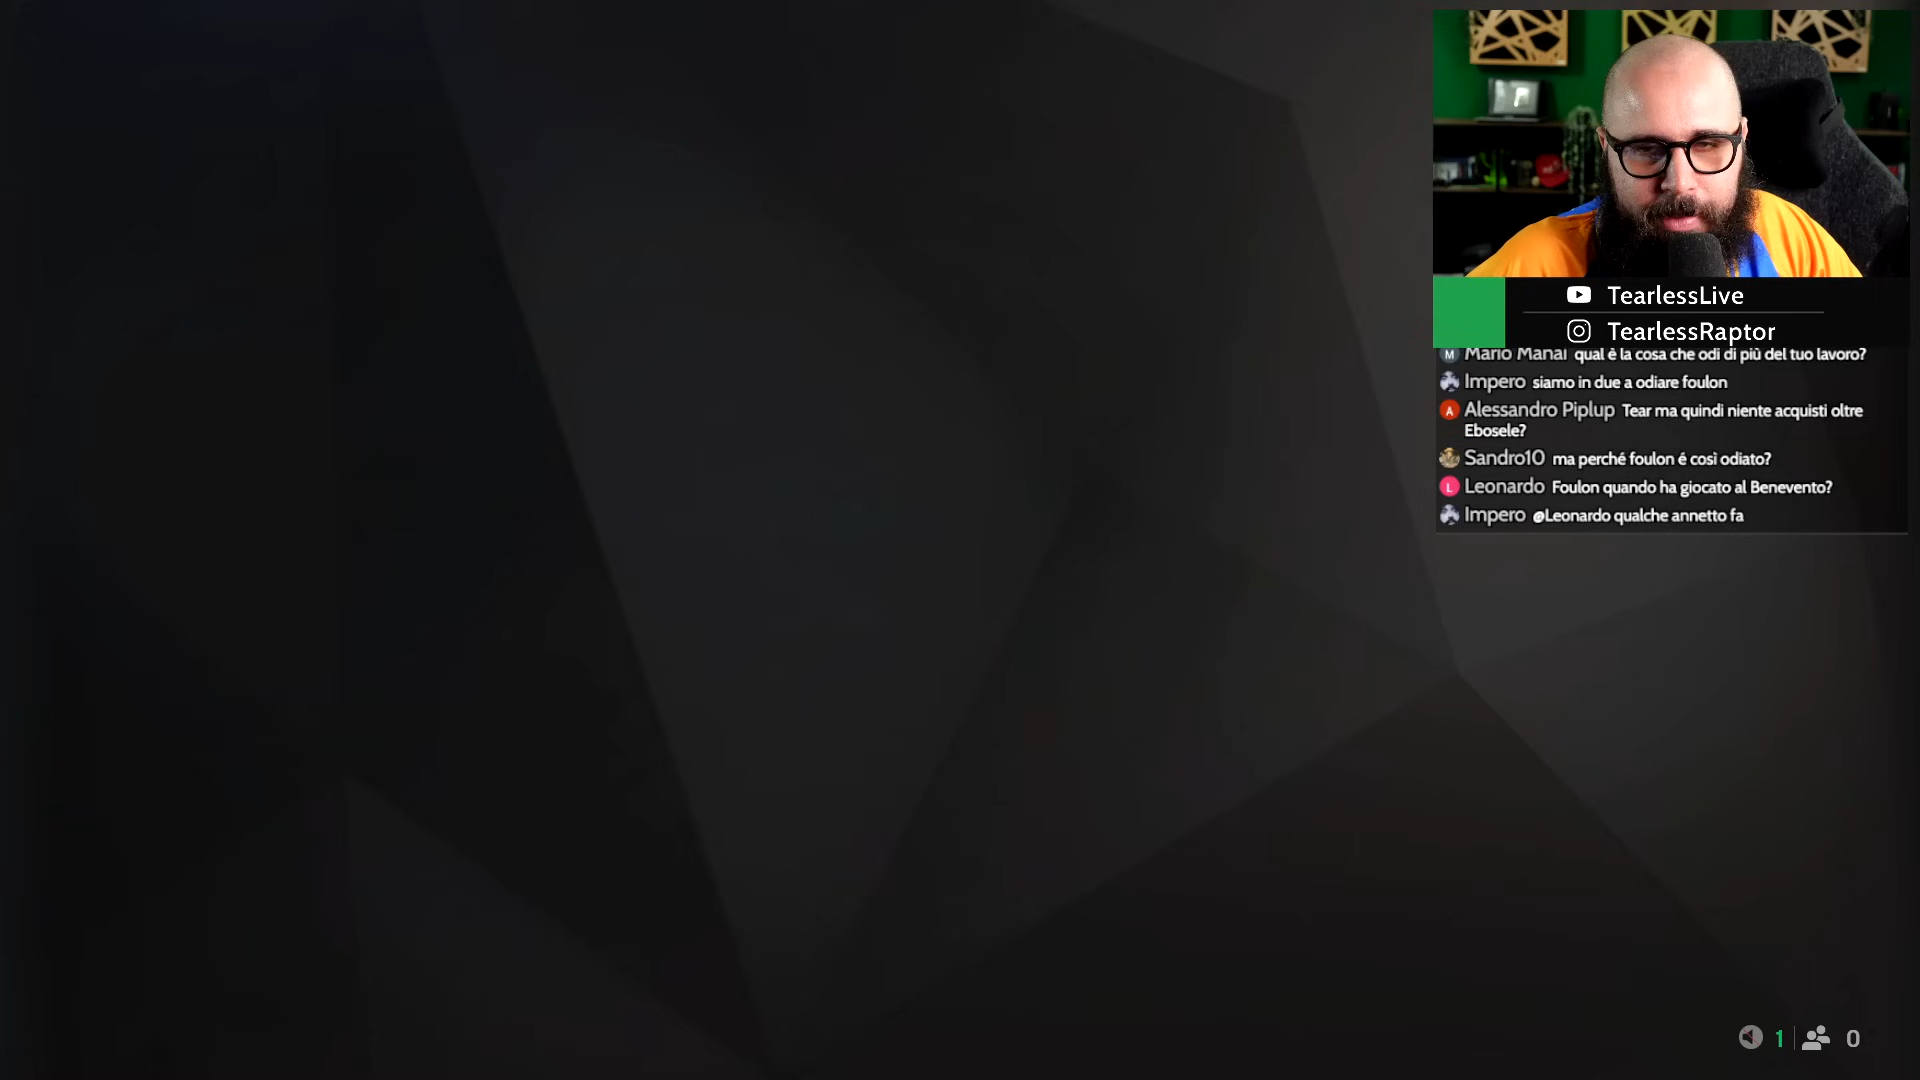 TearlessLive
TearlessRaptor
M Mario Manai qual è la cosa che odi di più del tuo lavoro?
Impero siamo in due a odiare foulon
A Alessandro Piplup Tear ma quindi niente acquisti oltre
Ebosele?
Sandro10 ma perché foulon é così odiato?
L Leonardo Foulon quando ha giocato al Benevento?
Impero @Leonardo qualche annetto fa
1 0